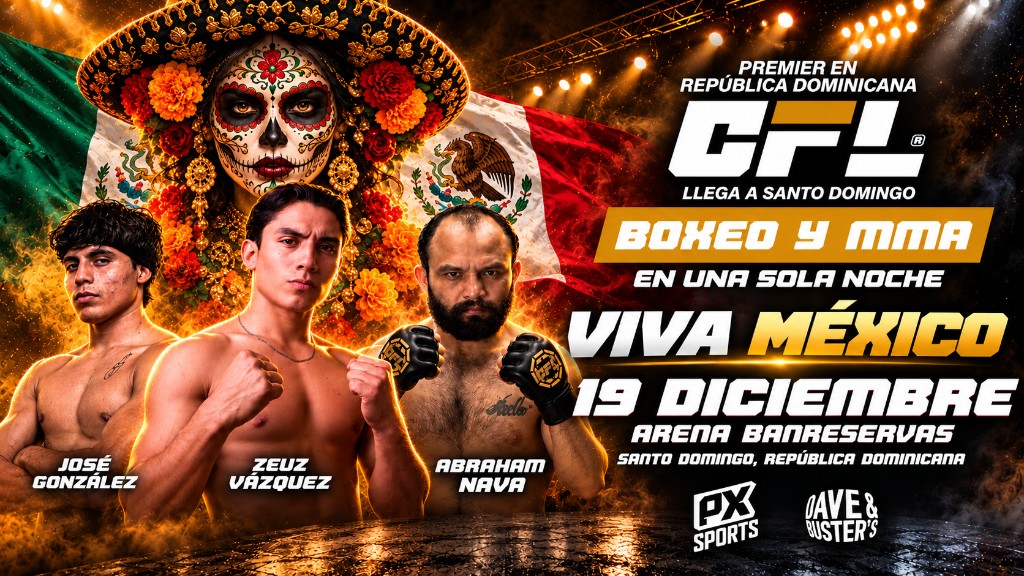 PREMIER EN
REPÚBLICA DOMINICANA
CFL®
LLEGA A SANTO DOMINGO
BOXEO Y MMA
EN UNA SOLA NOCHE
VIVA MÉXICO
19 DICIEMBRE
ARENA BANRESERVAS
SANTO DOMINGO, REPÚBLICA DOMINICANA
JOSÉ
GONZÁLEZ
ZEUZ
VÁZQUEZ
ABRAHAM
NAVA
PX
SPORTS
DAVE &
BUSTER'S